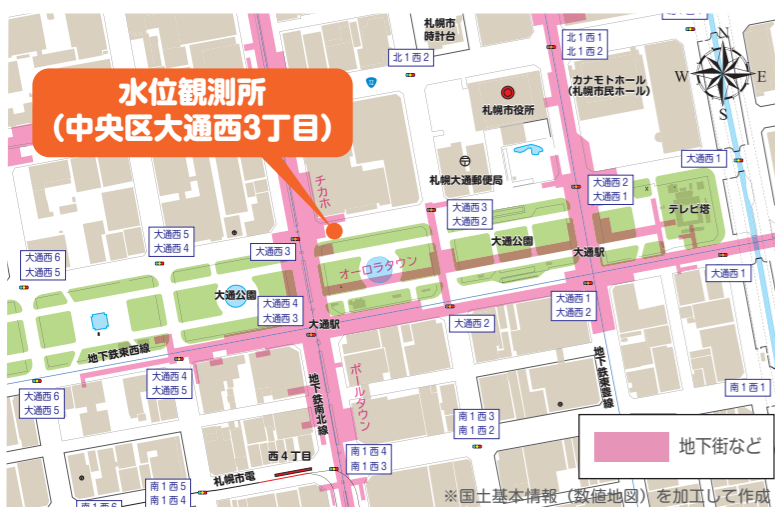 札幌市
時計台
北1西1
北1西2
北1西2
N
W
E
S
カナモトホール
(札幌市民ホール)
水位観測所
(中央区大通西3丁目)
12
札幌市役所
チカホ
札幌大通郵便局
大通西1
大通西2
大通西1
大通西3
大通西2
テレビ塔
大通西5
大通西4
大通西3
大通公園
大通駅
大通西6
大通西5
オーロラタウン
大通西1
大通公園
大通西4
大通西3
大通駅
大通西2
大通西1
大通西2
地下鉄東西線
ポールタウン
地下鉄南北線
地下鉄東豊線
大通西4
大通西5
大通西6
大通西5
南1西1
南1西3
南1西2
地下街など
西4丁目
南1西4
南1西3
札幌市電
南1西5
南1西4
南1西6
※国土基本情報(数値地図)を加工して作成